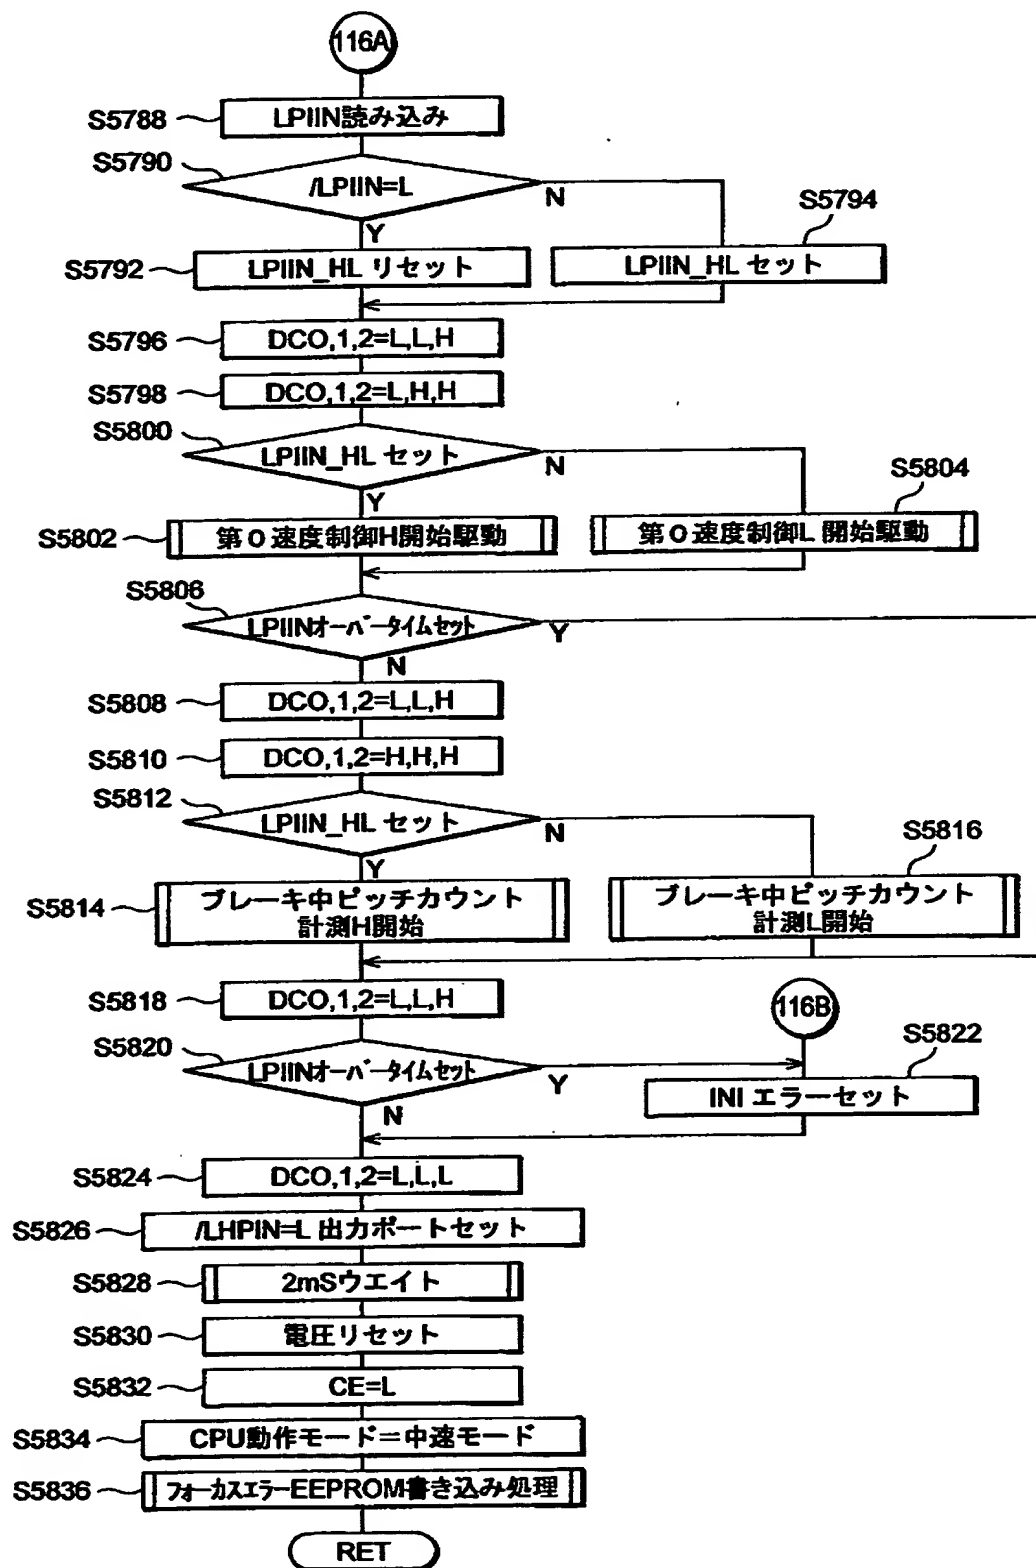 116A
S5788
LPIIN読み込み
S5790
/LPIIN=L
N
Y
S5794
S5792
LPIIN_HL リセット
LPIIN_HL セット
S5796
DCO,1,2=L,L,H
S5798
DCO,1,2=L,H,H
S5800
LPIIN_HL セット
N
Y
S5804
S5802
第0速度制御H開始駆動
第0速度制御L 開始駆動
S5806
LPIINオーバータイムセット
Y
N
S5808
DCO,1,2=L,L,H
S5810
DCO,1,2=H,H,H
S5812
LPIIN_HL セット
N
Y
S5816
S5814
ブレーキ中ピッチカウント
計測H開始
ブレーキ中ピッチカウント
計測L開始
S5818
DCO,1,2=L,L,H
116B
S5820
LPIINオーバータイムセット
Y
N
S5822
INI エラーセット
S5824
DCO,1,2=L,L,L
S5826
/LHPIN=L 出力ポートセット
S5828
2mSウエイト
S5830
電圧リセット
S5832
CE=L
S5834
CPU動作モード=中速モード
S5836
フォーカスエラーEEPROM書き込み処理
RET